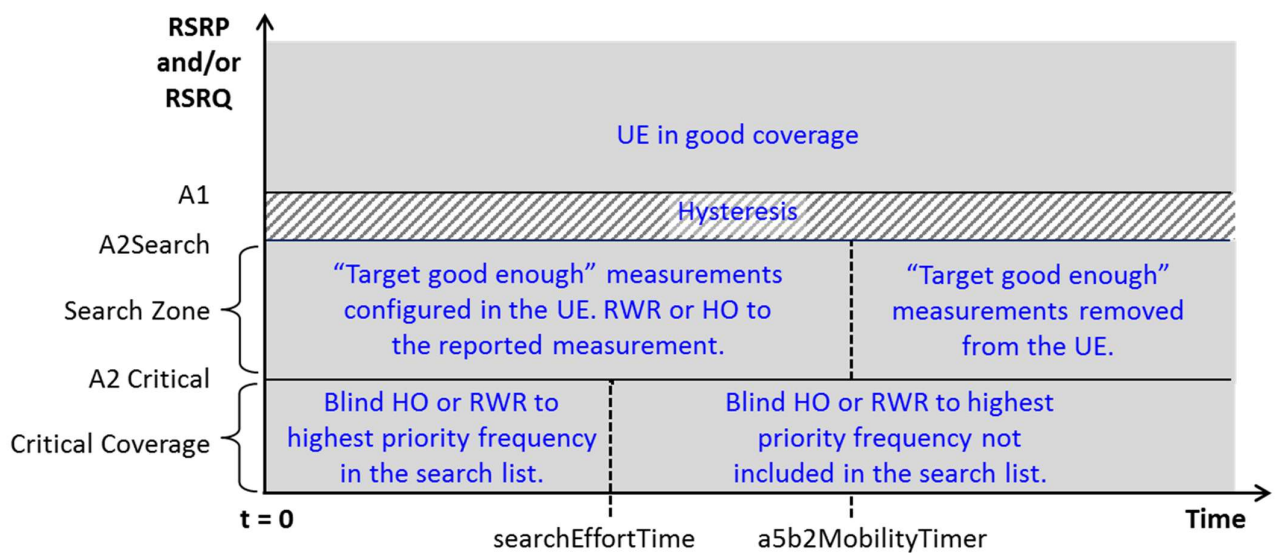 RSRP
and/or
RSRQ
UE in good coverage
A1
Hysteresis
A2Search
“Target good enough” measurements
configured in the UE. RWR or HO to
the reported measurement.
“Target good enough”
measurements removed
from the UE.
Search Zone
A2 Critical
Blind HO or RWR to
highest priority frequency
in the search list.
Blind HO or RWR to highest
priority frequency not
included in the search list.
Critical Coverage
t = 0
Time
searchEffortTime
a5b2MobilityTimer